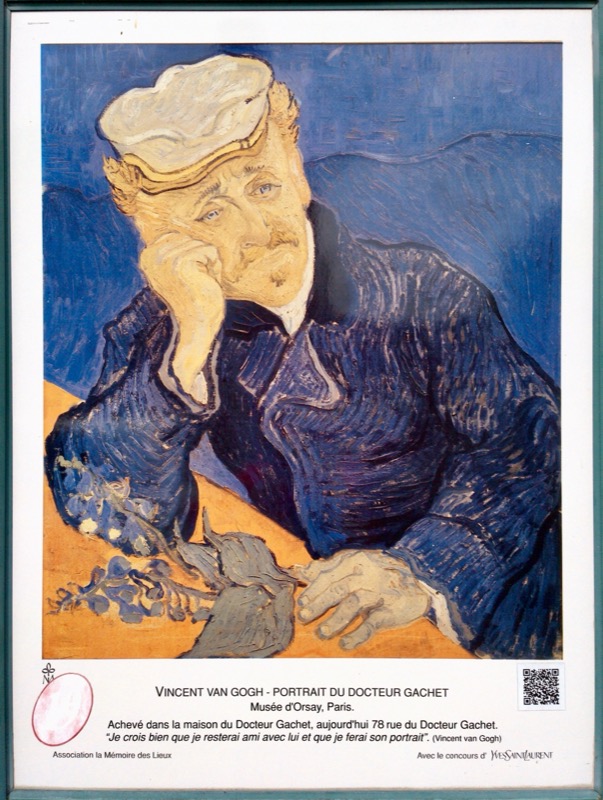 VINCENT VAN GOGH - PORTRAIT DU DOCTEUR GACHET
Musée d'Orsay, Paris.
Achevé dans la maison du Docteur Gachet, aujourd'hui 78 rue du Docteur Gachet.
“Je crois bien que je resterai ami avec lui et que je ferai son portrait”. (Vincent van Gogh)
Association la Mémoire des Lieux
Avec le concours d' YVESSAINTLAURENT